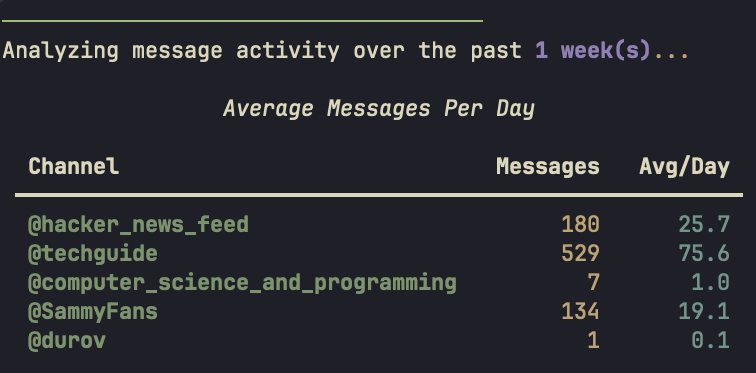 Analyzing message activity over the past 1 week(s)...
Average Messages Per Day
Channel Messages Avg/Day
@hacker_news_feed 180 25.7
@techguide 529 75.6
@computer_science_and_programming 7 1.0
@SammyFans 134 19.1
@durov 1 0.1